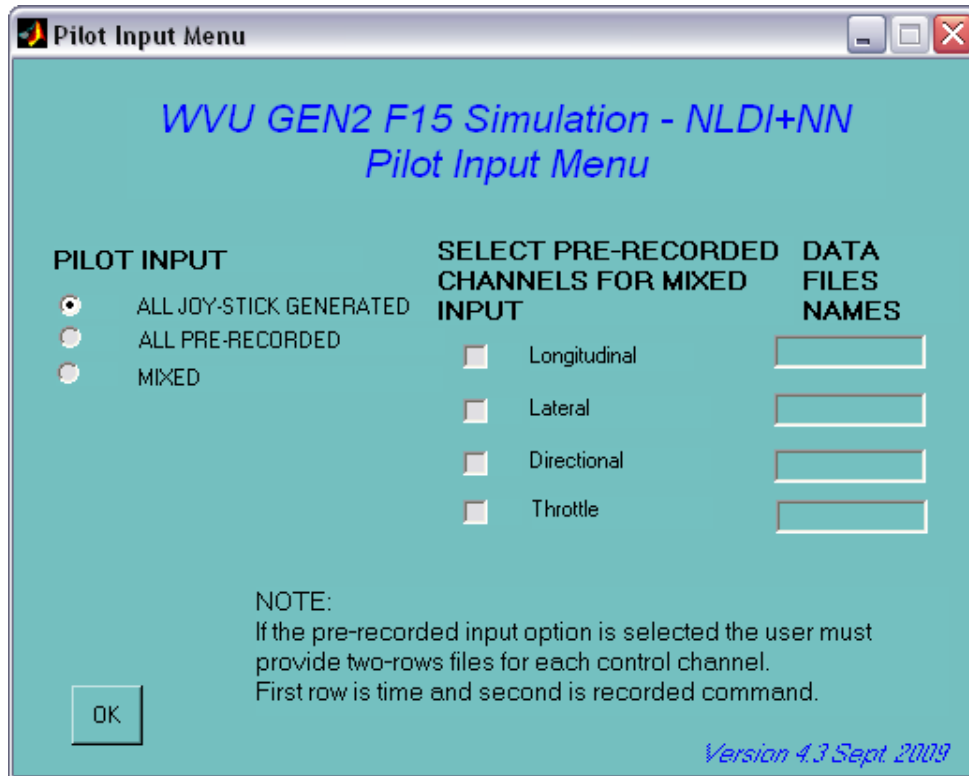 Pilot Input Menu
WVU GEN2 F15 Simulation - NLDI+NN
Pilot Input Menu
PILOT INPUT
ALL JOY-STICK GENERATED
ALL PRE-RECORDED
MIXED
SELECT PRE-RECORDED
CHANNELS FOR MIXED
INPUT
DATA
FILES
NAMES
Longitudinal
Lateral
Directional
Throttle
NOTE:
If the pre-recorded input option is selected the user must
provide two-rows files for each control channel.
First row is time and second is recorded command.
OK
Version 4.3 Sept. 2009